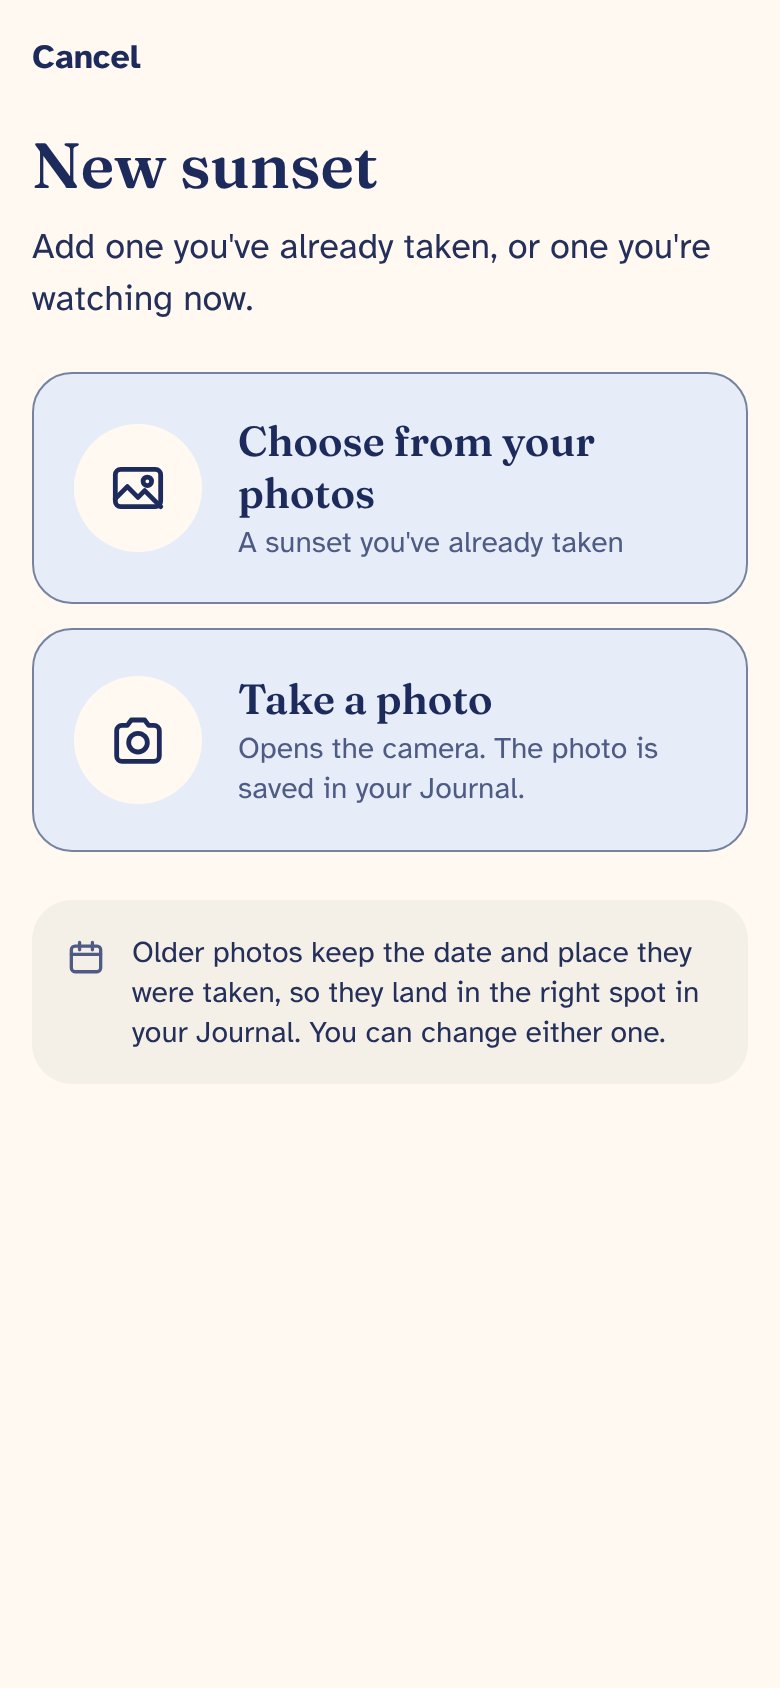 Cancel
New sunset
Add one you've already taken, or one you're
watching now.
Choose from your
photos
A sunset you've already taken
Take a photo
Opens the camera. The photo is
saved in your Journal.
Older photos keep the date and place they
were taken, so they land in the right spot in
your Journal. You can change either one.